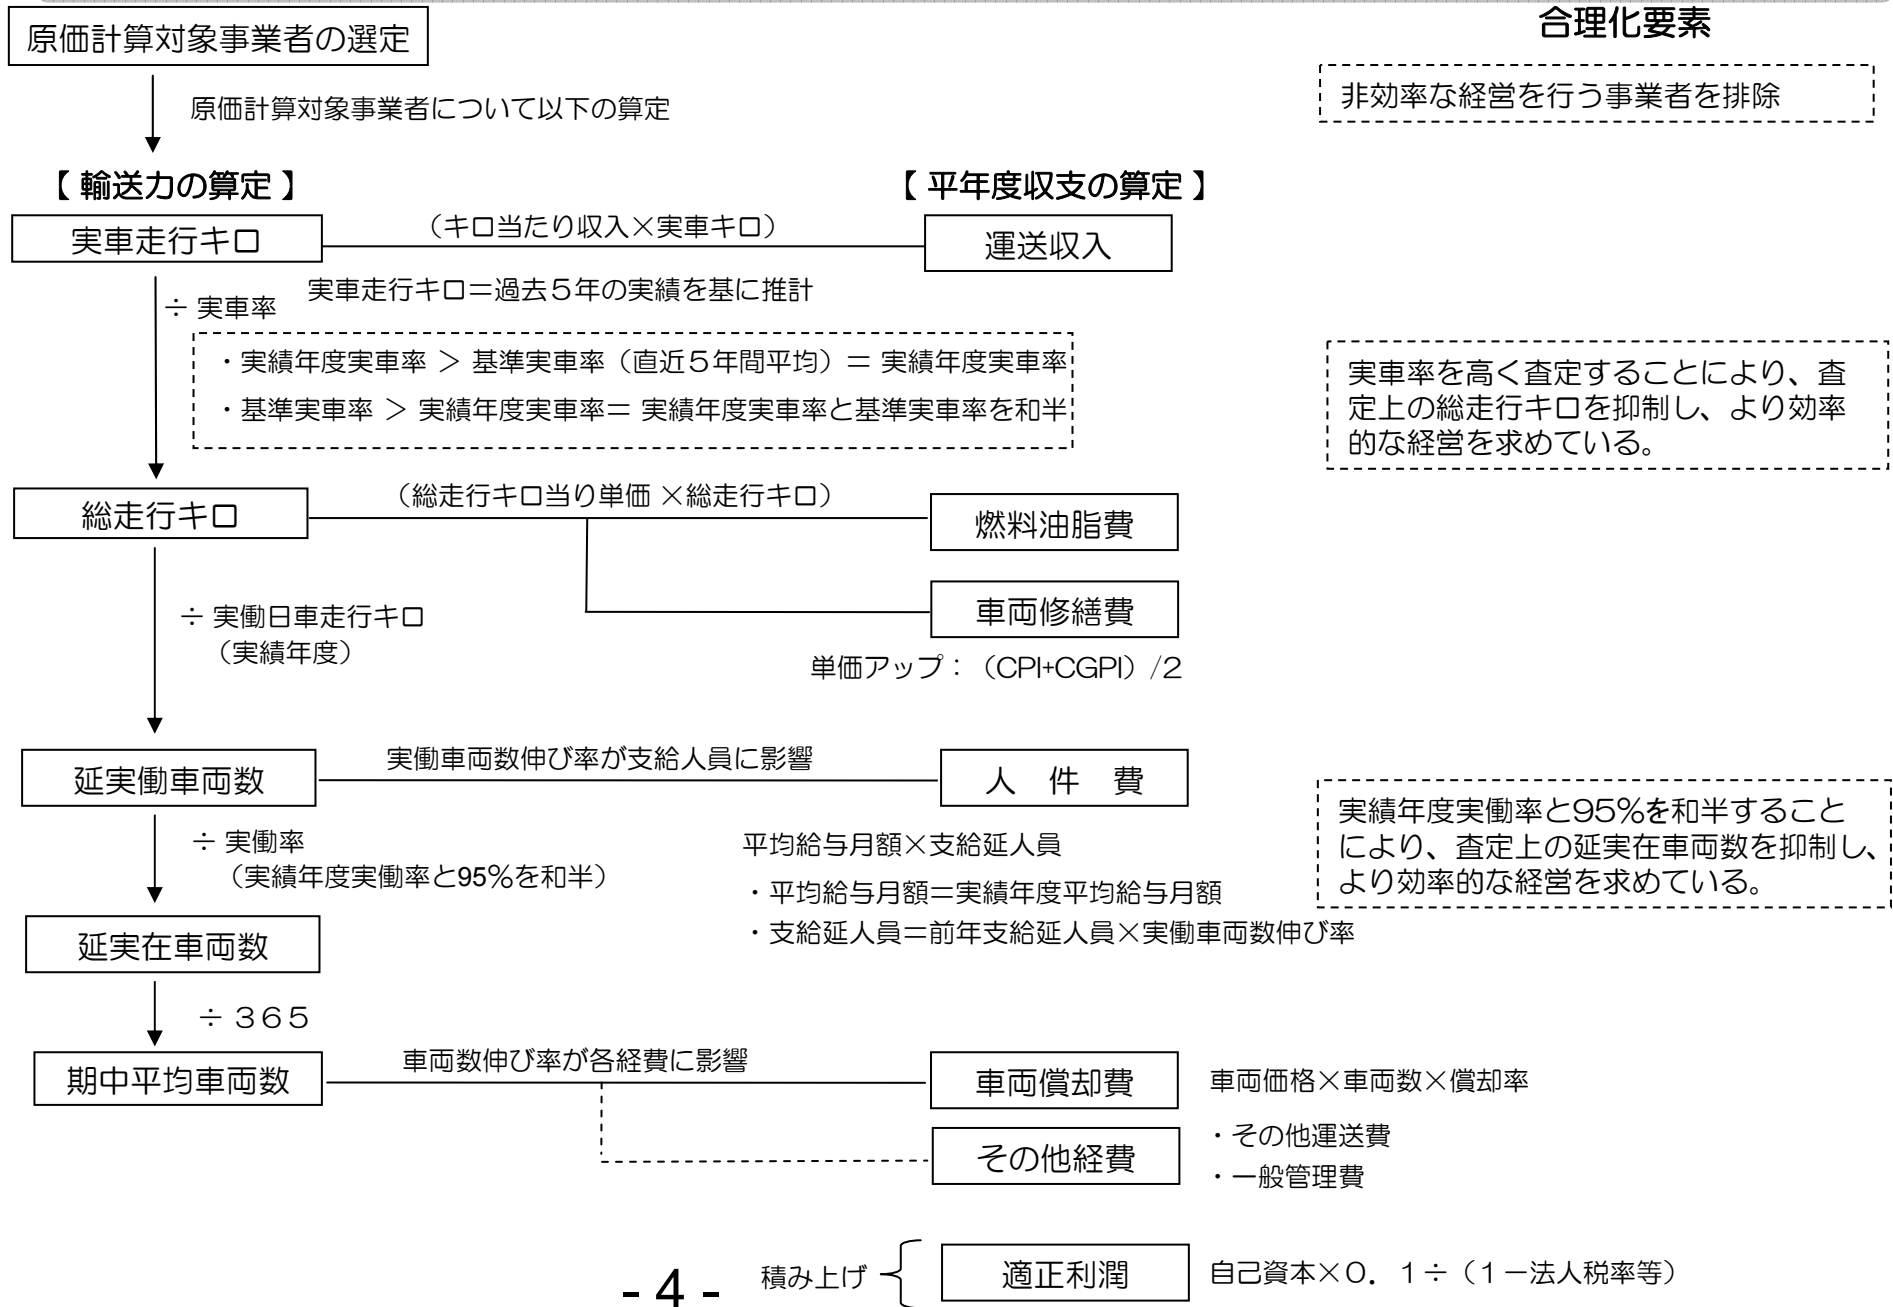 合理化要素
原価計算対象事業者の選定
非効率な経営を行う事業者を排除
原価計算対象事業者について以下の算定
【 輸送力の算定 】
【 平年度収支の算定 】
実車走行キロ
（キロ当たり収入×実車キロ）
運送収入
÷ 実車率
実車走行キロ＝過去５年の実績を基に推計
・実績年度実車率 ＞ 基準実車率（直近５年間平均）＝ 実績年度実車率
・基準実車率 ＞ 実績年度実車率＝ 実績年度実車率と基準実車率を和半
実車率を高く査定することにより、査
定上の総走行キロを抑制し、より効率
的な経営を求めている。
総走行キロ
（総走行キロ当り単価 ×総走行キロ）
燃料油脂費
÷ 実働日車走行キロ
（実績年度）
車両修繕費
単価アップ：（CPI+CGPI）/2
延実働車両数
実働車両数伸び率が支給人員に影響
人　件　費
÷ 実働率
（実績年度実働率と95％を和半）
平均給与月額×支給延人員
・平均給与月額＝実績年度平均給与月額
・支給延人員＝前年支給延人員×実働車両数伸び率
実績年度実働率と95%を和半すること
により、査定上の延実在車両数を抑制し、
より効率的な経営を求めている。
延実在車両数
÷ ３６５
期中平均車両数
車両数伸び率が各経費に影響
車両償却費
車両価格×車両数×償却率
その他経費
・その他運送費
・一般管理費
積み上げ
適正利潤
自己資本×０．１÷（１－法人税率等）
- 4 -